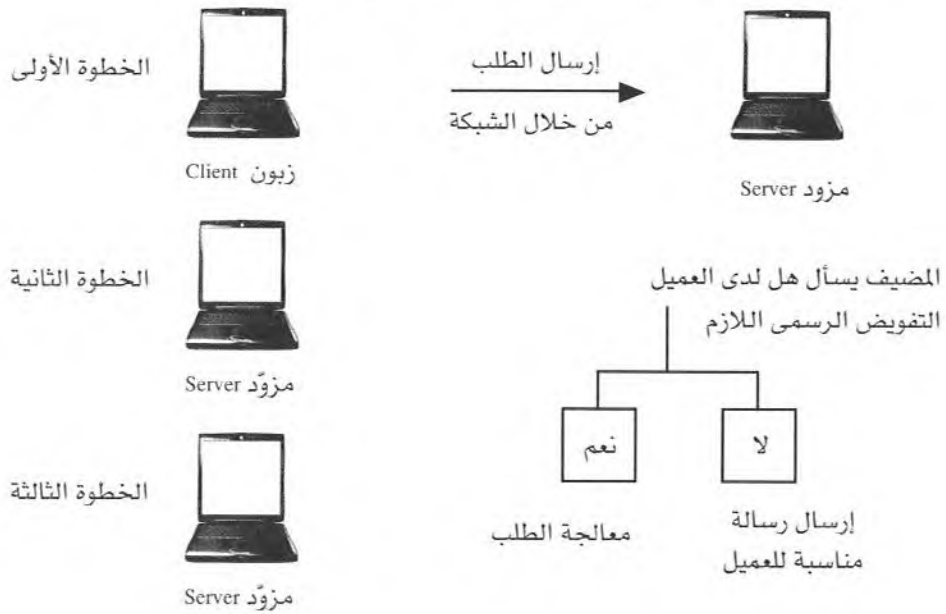 الخطوة الأولى
إرسال الطلب
من خلال الشبكة
زبون Client
مزود Server
الخطوة الثانية
المضيف يسأل هل لدى العميل
التفويض الرسمى اللازم
مزوّد Server
نعم
لا
الخطوة الثالثة
معالجة الطلب
إرسال رسالة
مناسبة للعميل
مزوّد Server